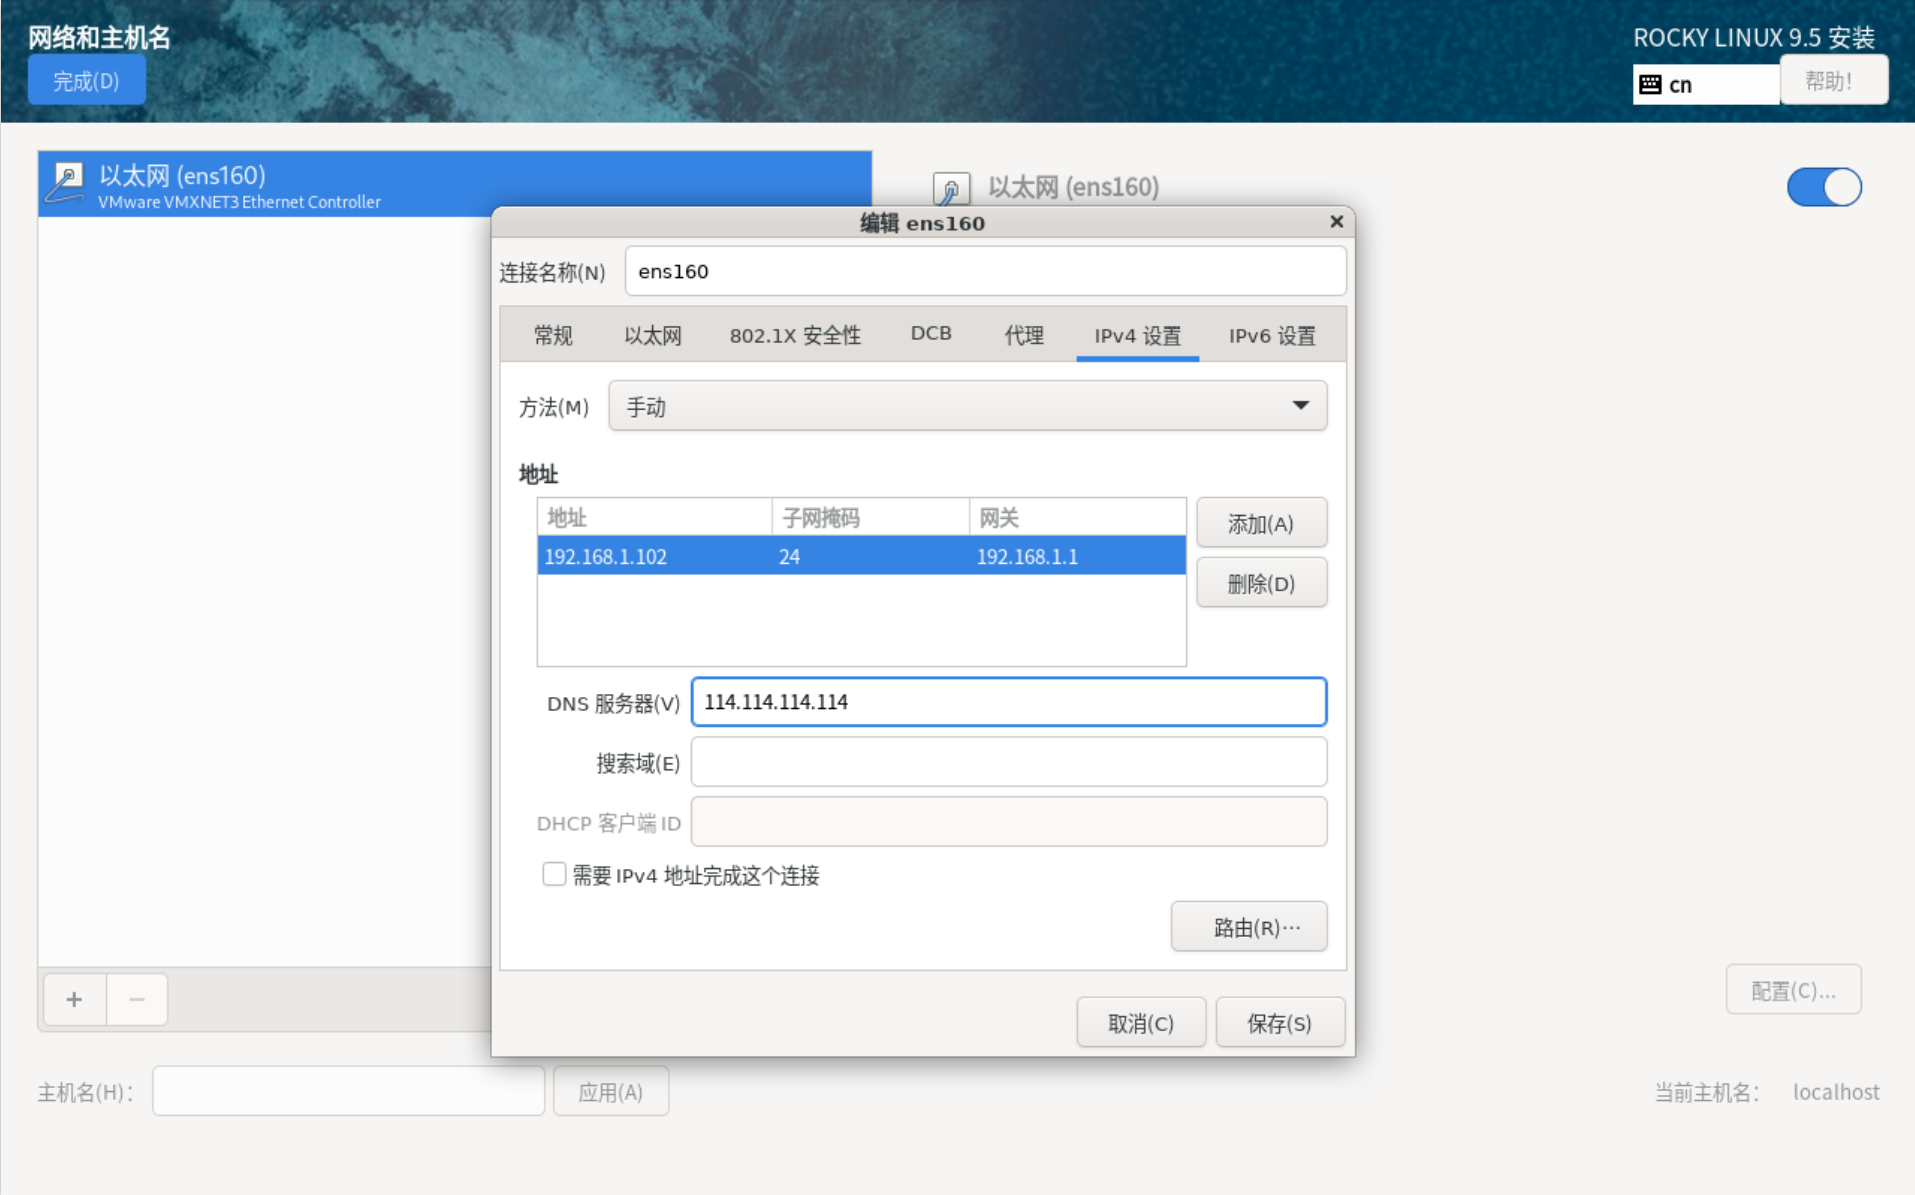 网络和主机名
ROCKY LINUX 9.5 安装
完成(D)
cn
帮助！
以太网 (ens160)
VMware VMXNET3 Ethernet Controller
以太网 (ens160)
编辑 ens160
连接名称(N)
ens160
常规
以太网
802.1X 安全性
DCB
代理
IPv4 设置
IPv6 设置
方法(M)
手动
地址
地址
子网掩码
网关
添加(A)
192.168.1.102
24
192.168.1.1
删除(D)
DNS 服务器(V)
114.114.114.114
搜索域(E)
DHCP 客户端 ID
需要 IPv4 地址完成这个连接
路由(R)…
配置(C)...
取消(C)
保存(S)
主机名(H)：
应用(A)
当前主机名：
localhost